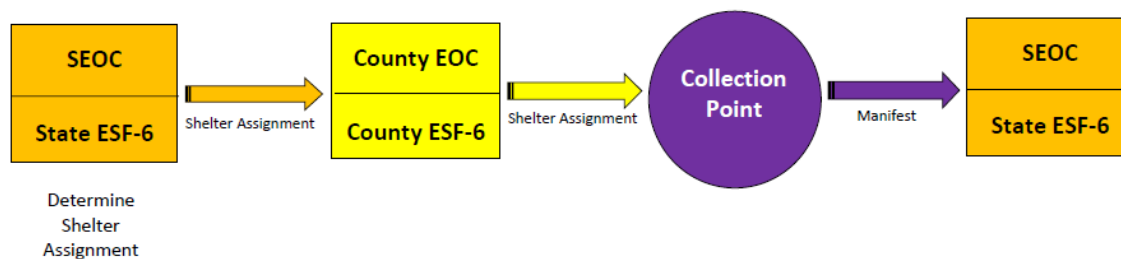 SEOC
State ESF-6
Determine
Shelter
Assignment
Shelter Assignment
County EOC
County ESF-6
Shelter Assignment
Collection
Point
Manifest
SEOC
State ESF-6